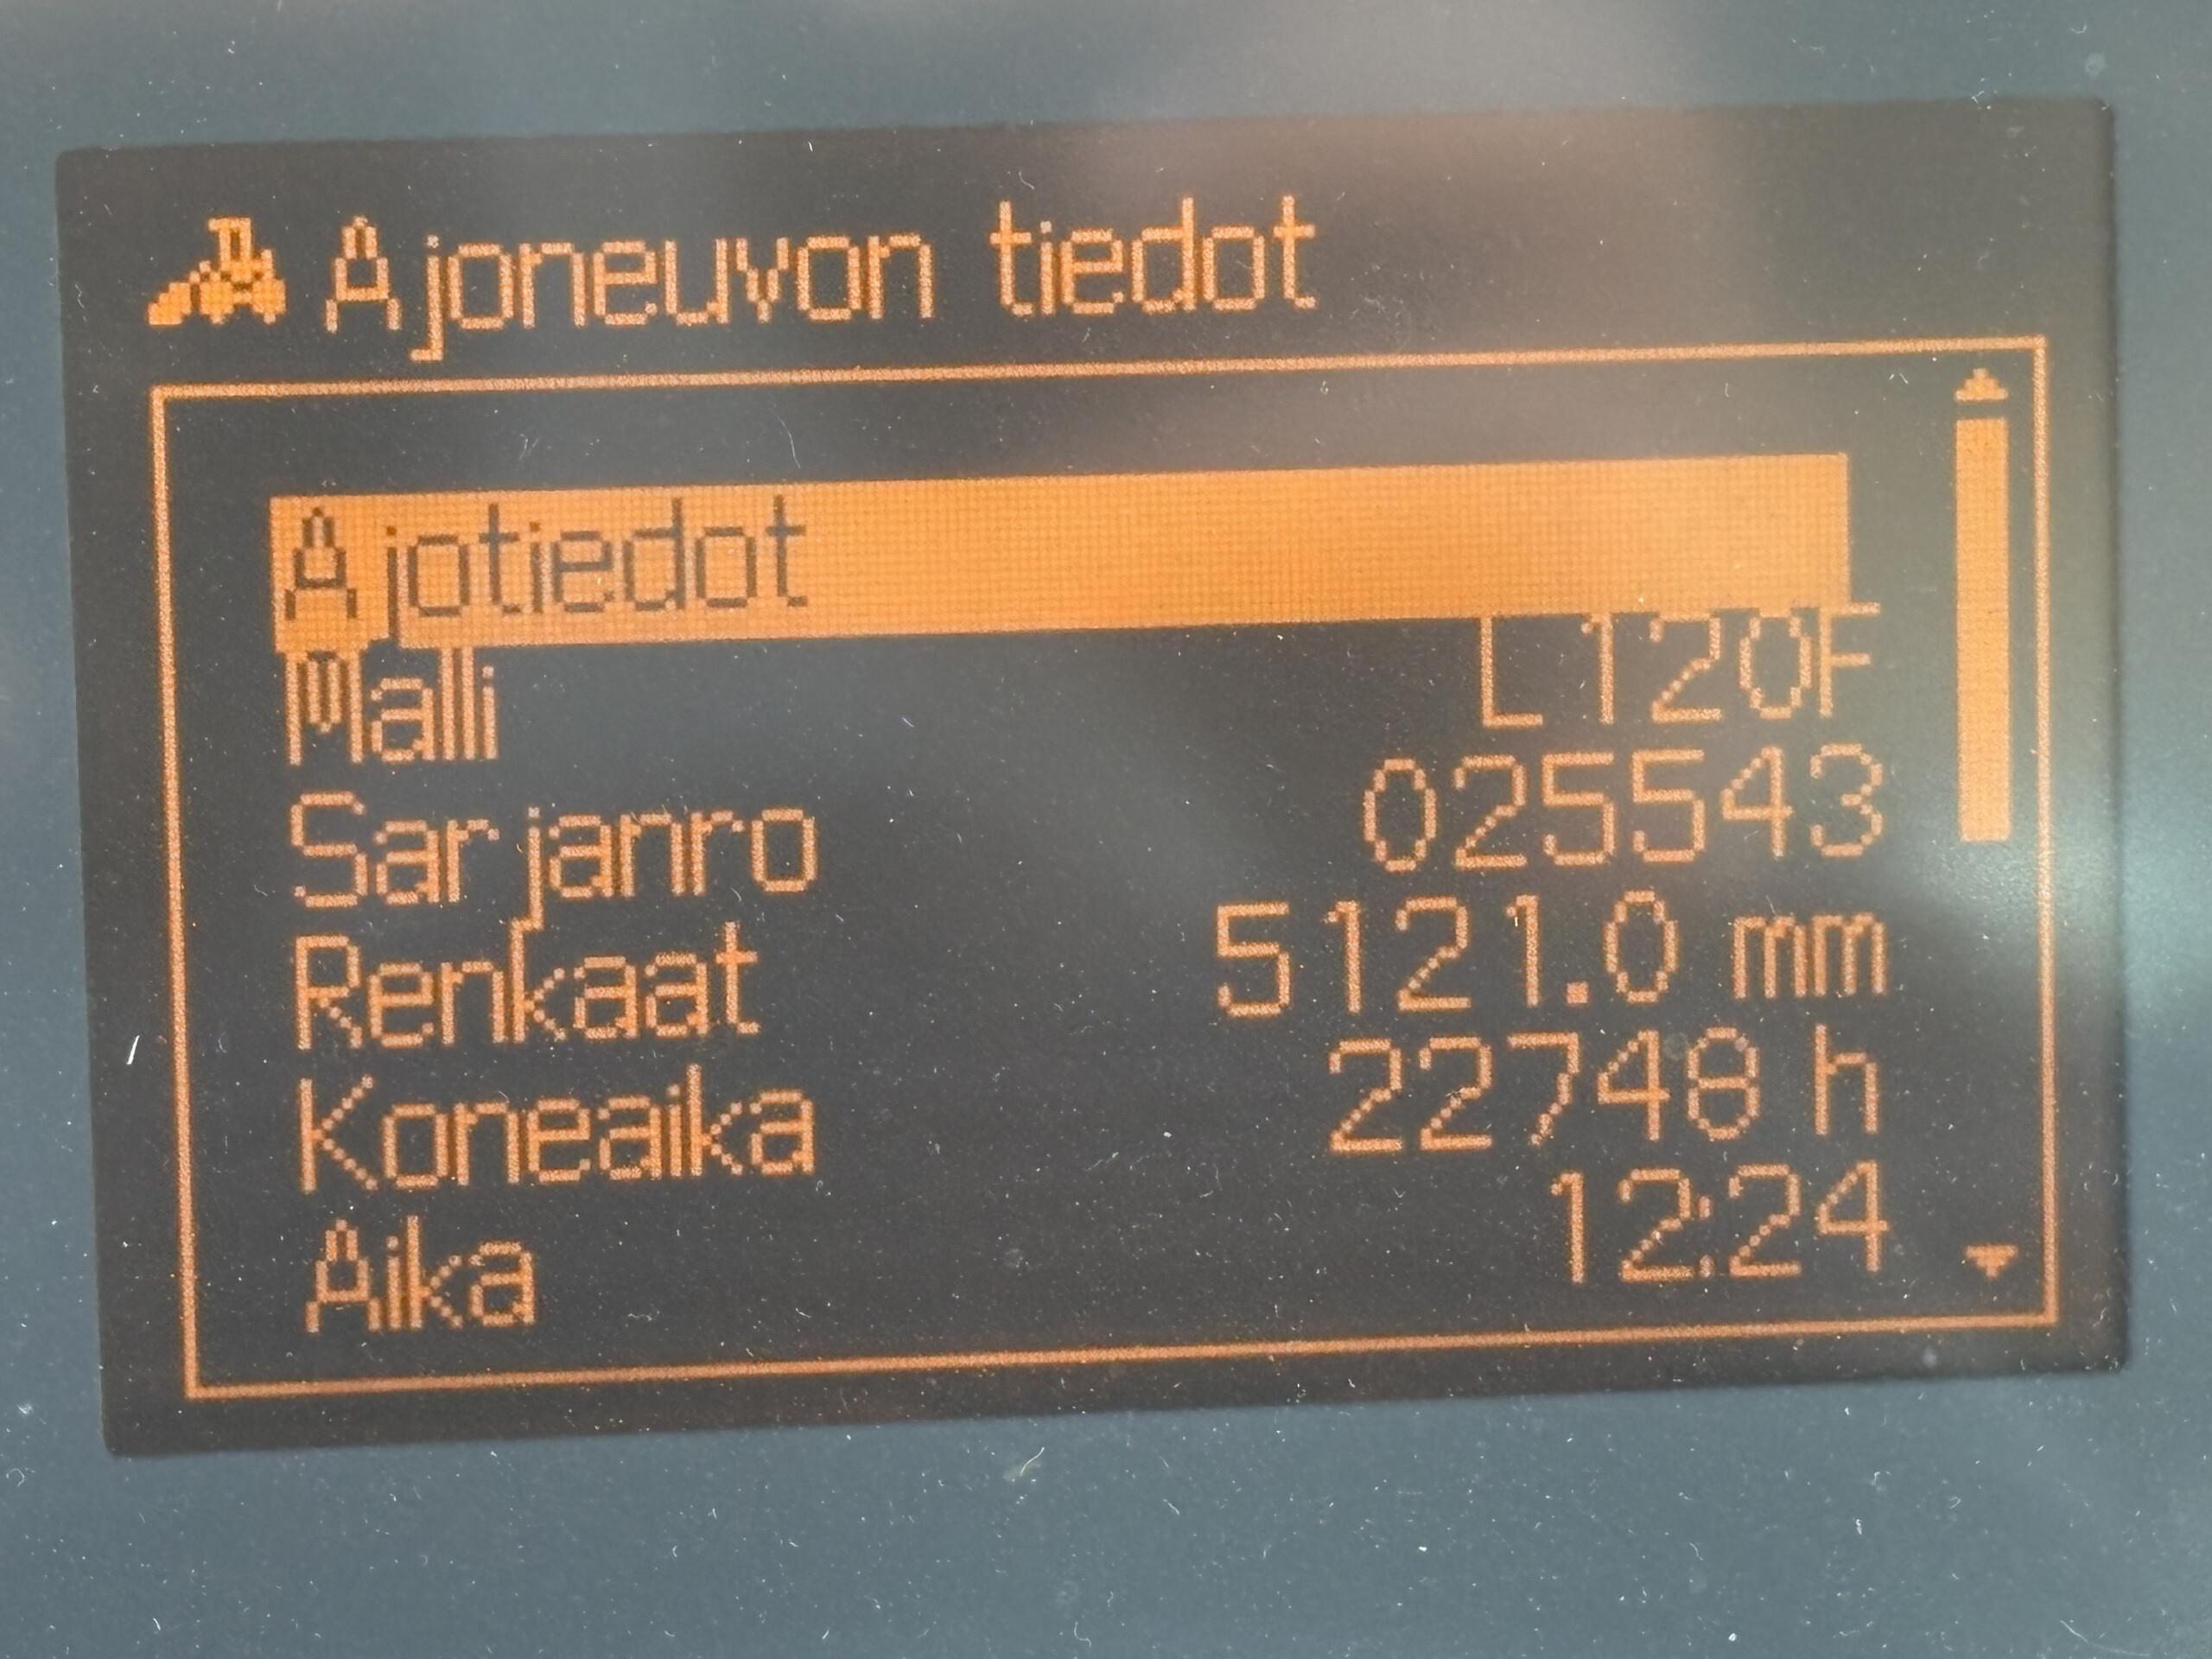 Ajoneuvon tiedot
Ajotiedot
Malli L120F
Sarjanro 025543
Renkaat 5121.0 mm
Koneaika 22748 h
Aika 12:24